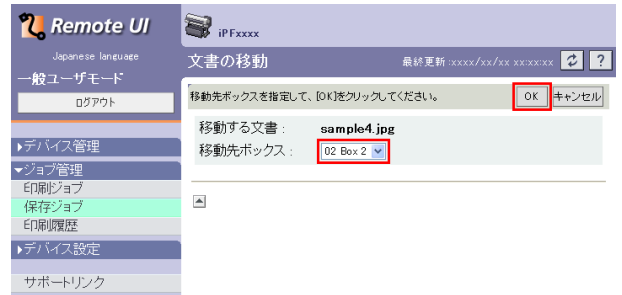 Remote UI
Japanese language
一般ユーザモード
ログアウト
▶デバイス管理
▼ジョブ管理
印刷ジョブ
保存ジョブ
印刷履歴
▶デバイス設定
サポートリンク
iPFxxxx
文書の移動
最終更新:xxxx/xx/xx xx:xx:xx
?
移動先ボックスを指定して、[OK]をクリックしてください。
OK キャンセル
移動する文書: sample4.jpg
移動先ボックス: 02 Box 2